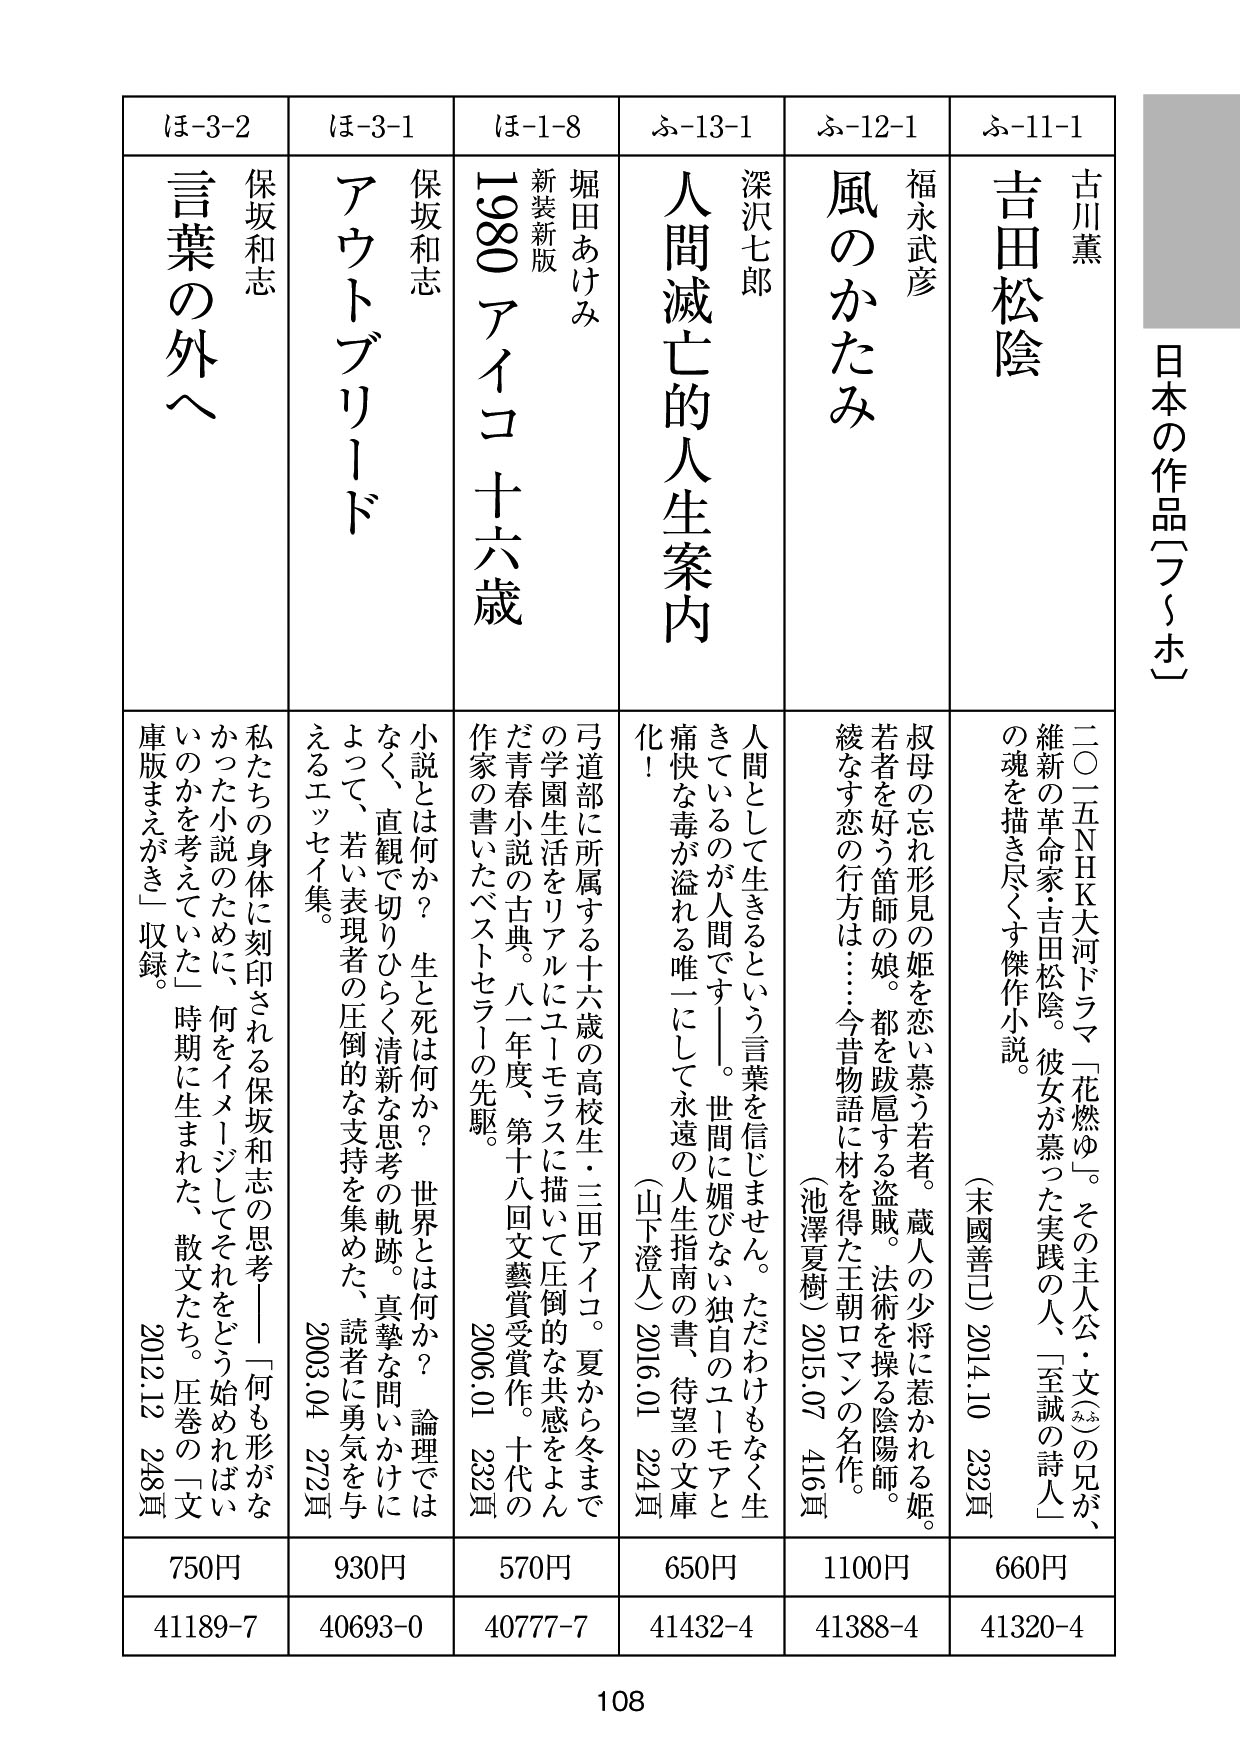 日本の作品〔フ～ホ〕
ふ-11-1
古川薫
吉田松陰
二〇一五NHK大河ドラマ「花燃ゆ」。その主人公・文(ふみ)の兄が、
維新の革命家・吉田松陰。彼女が慕った実践の人、「至誠の詩人」
の魂を描き尽くす傑作小説。
(末國善己) 2014.10 232頁
660円
41320-4
ふ-12-1
福永武彦
風のかたみ
叔母の忘れ形見の姫を恋い慕う若者。蔵人の少将に惹かれる姫。
若者を好う笛師の娘。都を跋扈する盗賊。法術を操る陰陽師。
綾なす恋の行方は……今昔物語に材を得た王朝ロマンの名作。
(池澤夏樹) 2015.07 416頁
1100円
41388-4
ふ-13-1
深沢七郎
人間滅亡的人生案内
人間として生きるという言葉を信じません。ただわけもなく生
きているのが人間です――。世間に媚びない独自のユーモアと
痛快な毒が溢れる唯一にして永遠の人生指南の書、待望の文庫
化！
(山下澄人) 2016.01 224頁
650円
41432-4
ほ-1-8
堀田あけみ
新装新版
1980 アイコ 十六歳
弓道部に所属する十六歳の高校生・三田アイコ。夏から冬まで
の学園生活をリアルにユーモラスに描いて圧倒的な共感をよん
だ青春小説の古典。八一年度、第十八回文藝賞受賞作。十代の
作家の書いたベストセラーの先駆。
2006.01 232頁
570円
40777-7
ほ-3-1
保坂和志
アウトブリード
小説とは何か？　生と死は何か？　世界とは何か？　論理では
なく、直観で切りひらく清新な思考の軌跡。真摯な問いかけに
よって、若い表現者の圧倒的な支持を集めた、読者に勇気を与
えるエッセイ集。
2003.04 272頁
930円
40693-0
ほ-3-2
保坂和志
言葉の外へ
私たちの身体に刻印される保坂和志の思考――「何も形がな
かった小説のために、何をイメージしてそれをどう始めればい
いのかを考えていた」時期に生まれた、散文たち。圧巻の「文
庫版まえがき」収録。
2012.12 248頁
750円
41189-7
108